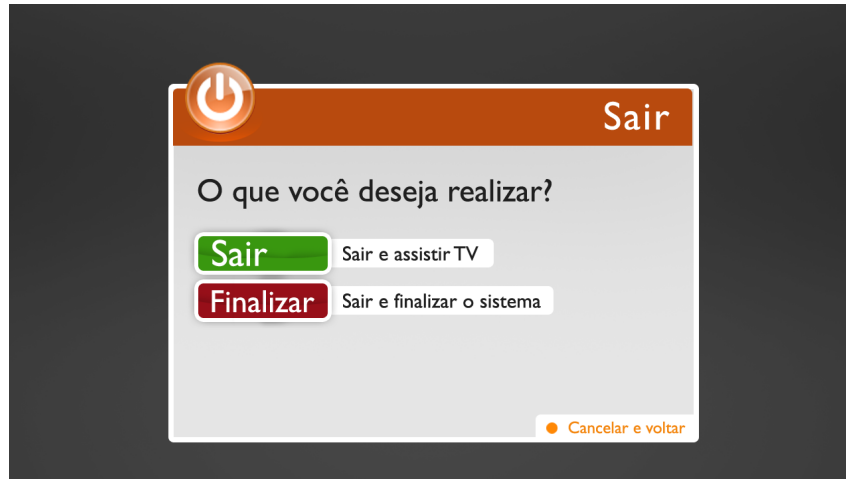 Sair
O que você deseja realizar?
Sair
Sair e assistir TV
Finalizar
Sair e finalizar o sistema
Cancelar e voltar